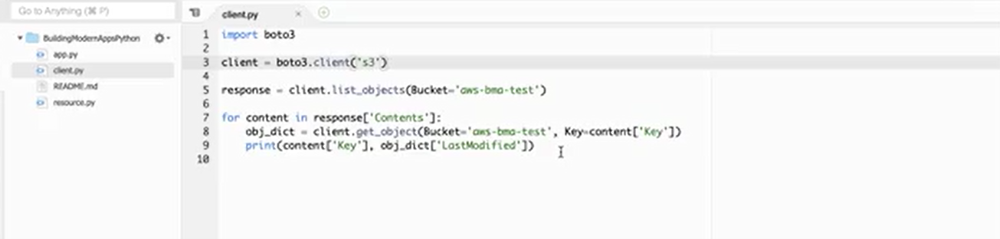 Go to Anything (⌘ P)
BuildingModernAppsPython
app.py
client.py
README.md
resource.py
client.py
1 import boto3
2
3 client = boto3.client('s3')
4
5 response = client.list_objects(Bucket='aws-bma-test')
6
7 for content in response['Contents']:
8     obj_dict = client.get_object(Bucket='aws-bma-test', Key=content['Key'])
9     print(content['Key'], obj_dict['LastModified'])
10